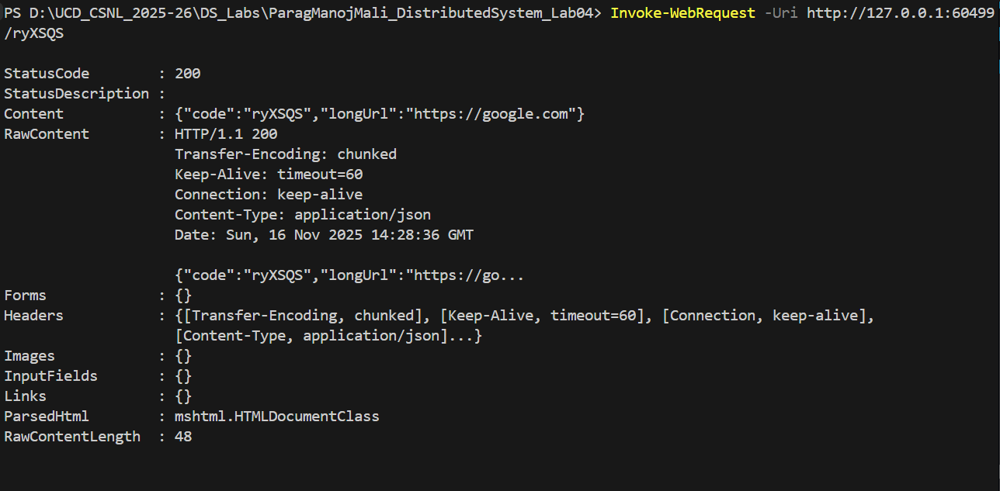 PS D:\UCD_CSNL_2025-26\DS_Labs\ParagManojMali_DistributedSystem_Lab04> Invoke-WebRequest -Uri http://127.0.0.1:60499
/ryXSQS
StatusCode        : 200
StatusDescription :
Content           : {"code":"ryXSQS","longUrl":"https://google.com"}
RawContent        : HTTP/1.1 200
                    Transfer-Encoding: chunked
                    Keep-Alive: timeout=60
                    Connection: keep-alive
                    Content-Type: application/json
                    Date: Sun, 16 Nov 2025 14:28:36 GMT

                    {"code":"ryXSQS","longUrl":"https://go...
Forms             : {}
Headers           : {[Transfer-Encoding, chunked], [Keep-Alive, timeout=60], [Connection, keep-alive],
                    [Content-Type, application/json]...}
Images            : {}
InputFields       : {}
Links             : {}
ParsedHtml        : mshtml.HTMLDocumentClass
RawContentLength  : 48